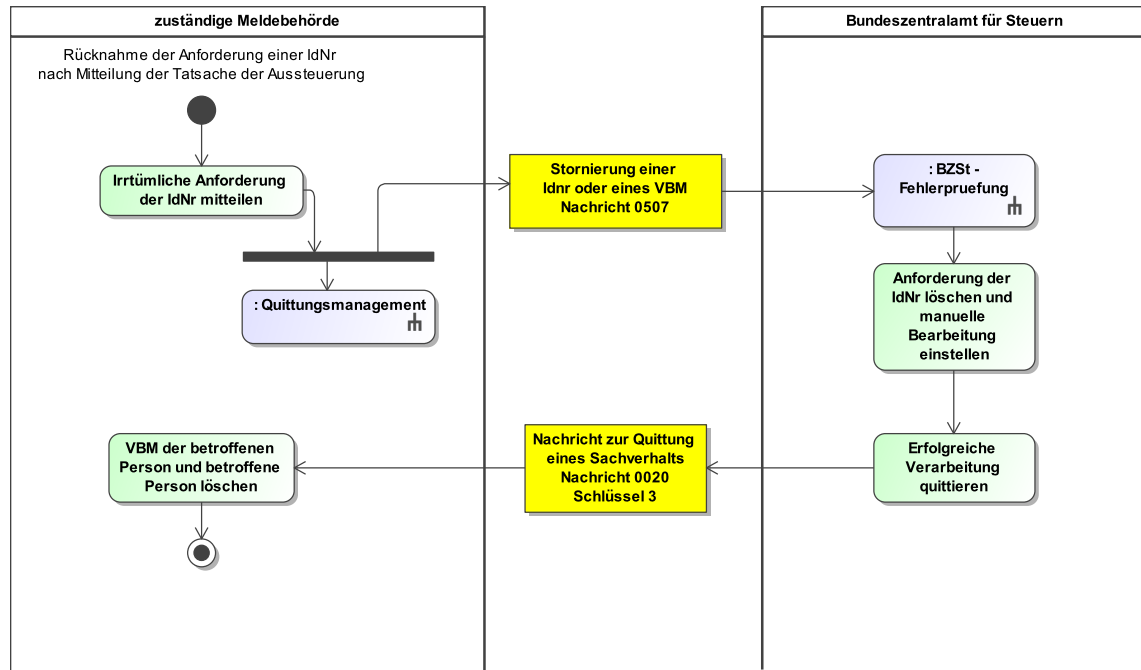 zuständige Meldebehörde
Bundeszentralamt für Steuern
Rücknahme der Anforderung einer IdNr
nach Mitteilung der Tatsache der Aussteuerung
Irrtümliche Anforderung
der IdNr mitteilen
: Quittungsmanagement
Stornierung einer
Idnr oder eines VBM
Nachricht 0507
: BZSt -
Fehlerpruefung
Anforderung der
IdNr löschen und
manuelle
Bearbeitung
einstellen
Erfolgreiche
Verarbeitung
quittieren
Nachricht zur Quittung
eines Sachverhalts
Nachricht 0020
Schlüssel 3
VBM der betroffenen
Person und betroffene
Person löschen